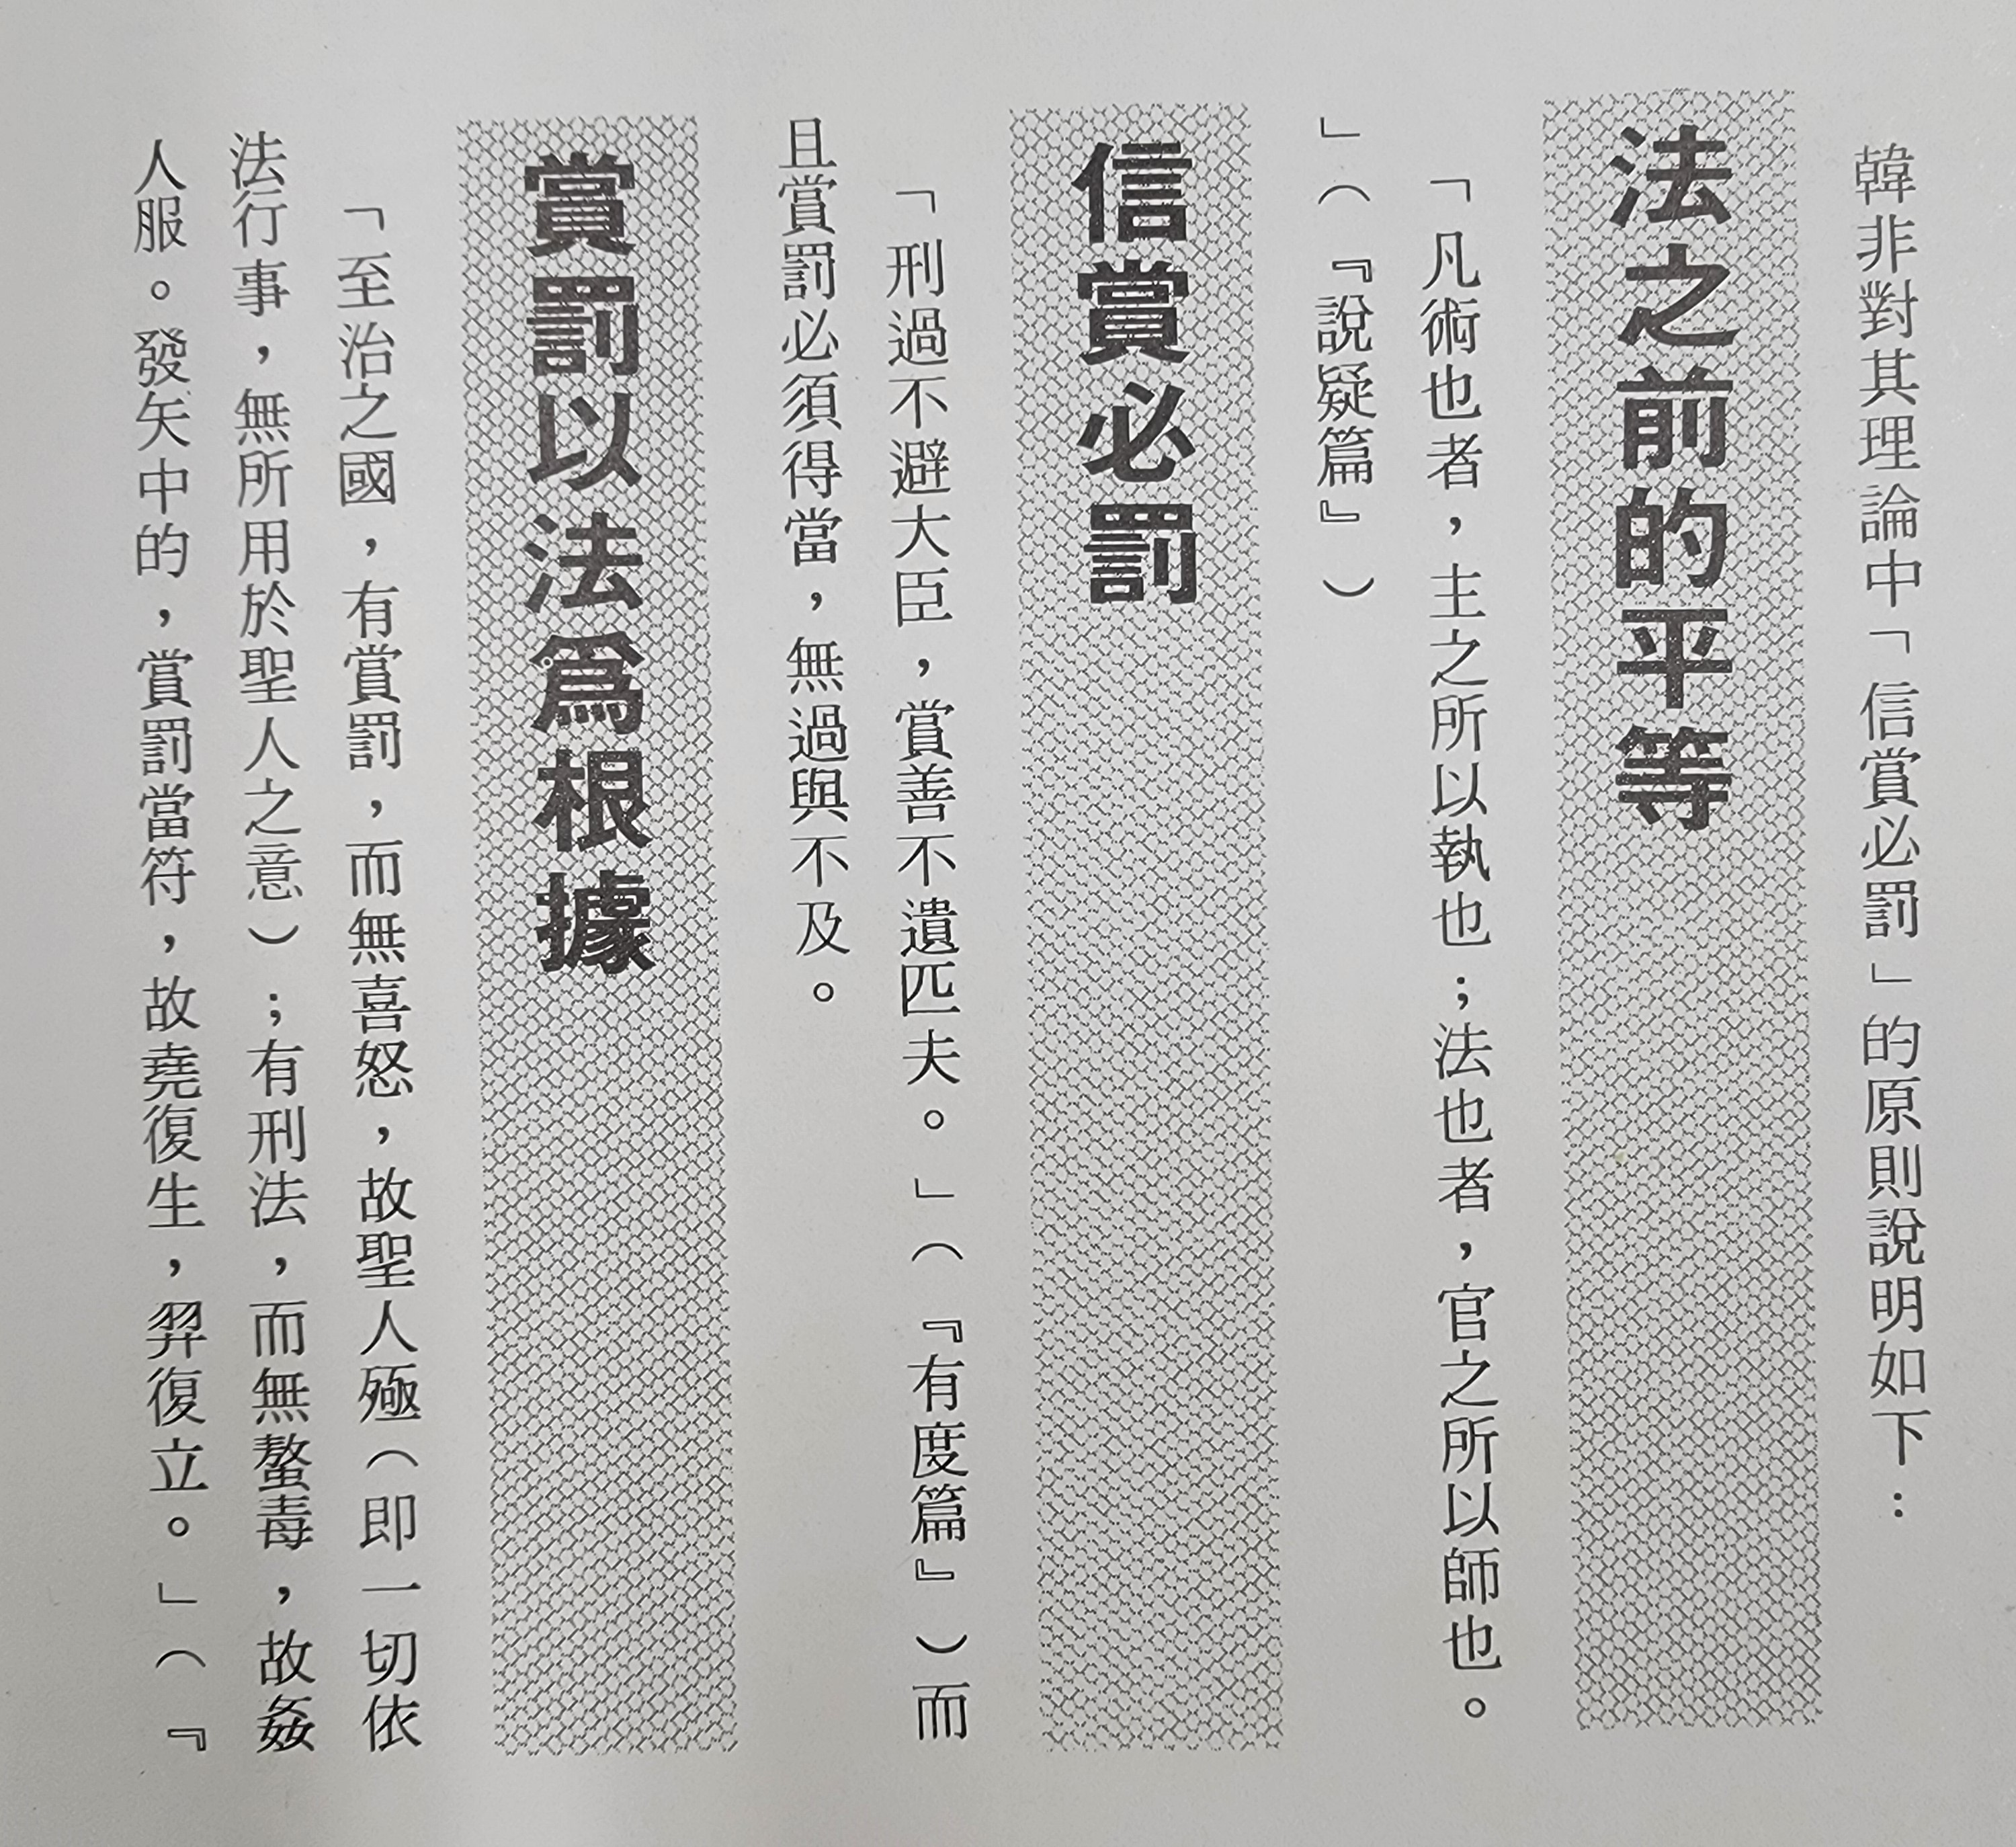 韓非對其理論中「信賞必罰」的原則說明如下：
法之前的平等
「凡術也者，主之所以執也；法也者，官之所以師也。
」（『說疑篇』）
信賞必罰
「刑過不避大臣，賞善不遺匹夫。」（『有度篇』）而
且賞罰必須得當，無過與不及。
賞罰以法爲根據
「至治之國，有賞罰，而無喜怒，故聖人殛（即一切依
法行事，無所用於聖人之意）；有刑法，而無螫毒，故姦
人服。發矢中的，賞罰當符，故堯復生，羿復立。」（『